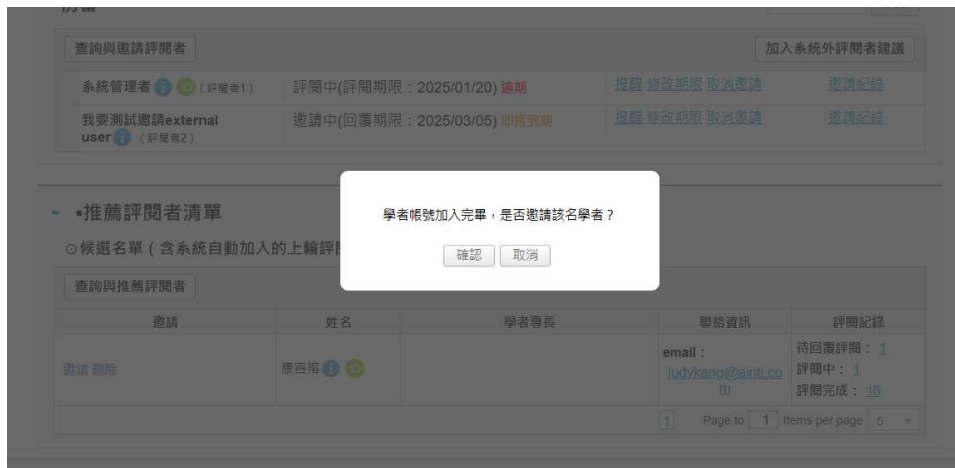 查詢與邀請評閱者
加入系統外評閱者建議
系統管理者 i iD (評閱者1) 評閱中(評閱期限：2025/01/20) 逾期 提醒 修改期限 取消邀請 邀請紀錄
我要測試邀請external 邀請中(回覆期限：2025/03/05) 即將到期 提醒 修改期限 取消邀請 邀請紀錄
user i (評閱者2)
- ▪推薦評閱者清單
⊙候選名單 ( 含系統自動加入的上輪評
學者帳號加入完畢，是否邀請該名學者？
確認 取消
查詢與推薦評閱者
邀請 姓名 學者專長 聯絡資訊 評閱記錄
邀請 刪除 康容榕 i iD
email：
judykang@airiti.co
m
待回覆評閱： 1
評閱中： 1
評閱完成： 16
1 Page to 1 Items per page 5